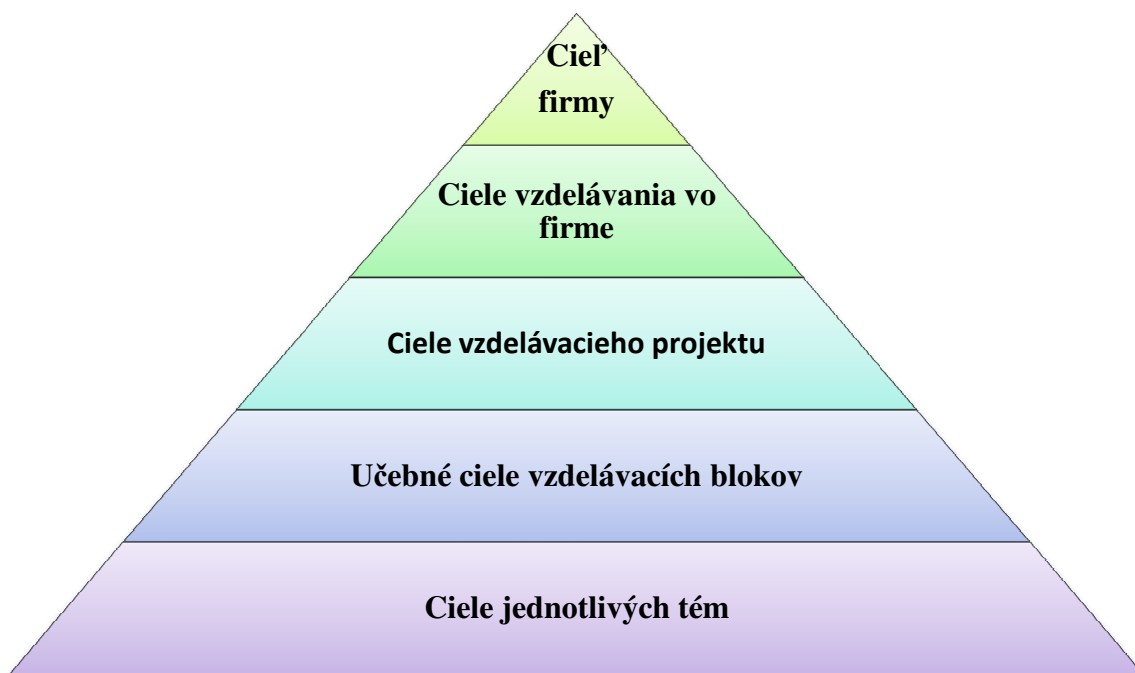 Cieľ
firmy
Ciele vzdelávania vo
firme
Ciele vzdelávacieho projektu
Učebné ciele vzdelávacích blokov
Ciele jednotlivých tém